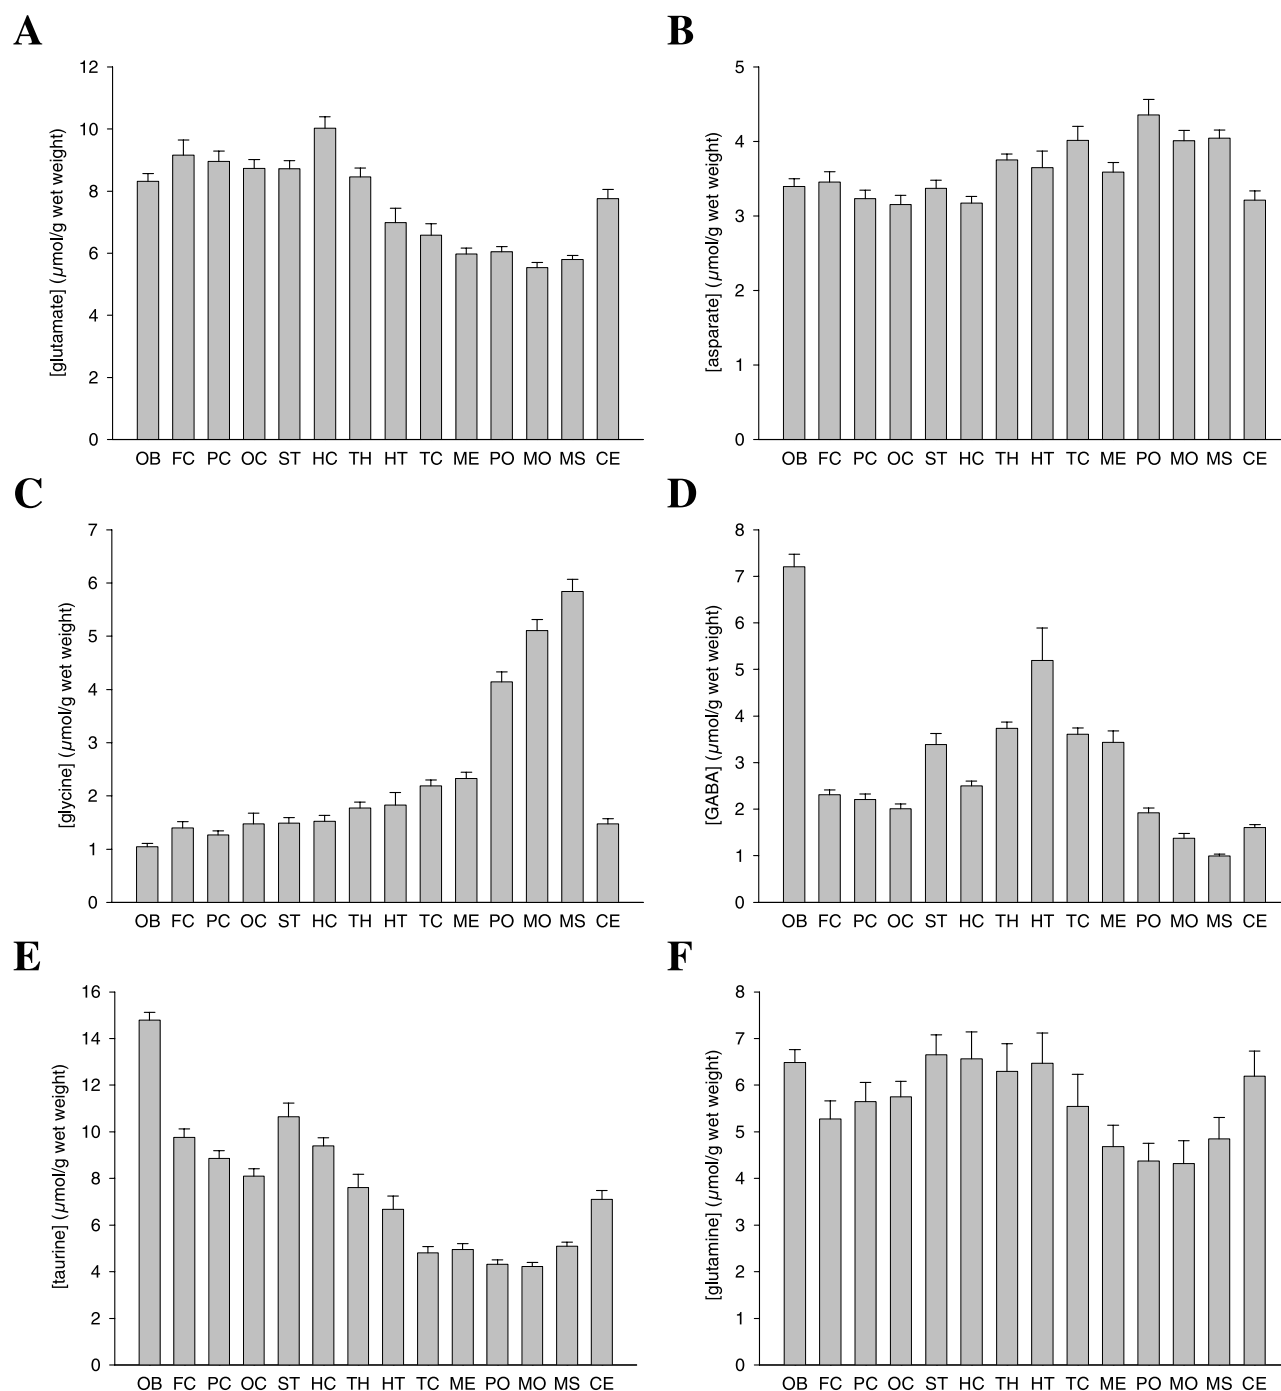 A
[glutamate] (µmol/g wet weight)
12
10
8
6
4
2
0
OB FC PC OC ST HC TH HT TC ME PO MO MS CE
B
[asparate] (µmol/g wet weight)
5
4
3
2
1
0
OB FC PC OC ST HC TH HT TC ME PO MO MS CE
C
[glycine] (µmol/g wet weight)
7
6
5
4
3
2
1
0
OB FC PC OC ST HC TH HT TC ME PO MO MS CE
D
[GABA] (µmol/g wet weight)
8
7
6
5
4
3
2
1
0
OB FC PC OC ST HC TH HT TC ME PO MO MS CE
E
[taurine] (µmol/g wet weight)
16
14
12
10
8
6
4
2
0
OB FC PC OC ST HC TH HT TC ME PO MO MS CE
F
[glutamine] (µmol/g wet weight)
8
7
6
5
4
3
2
1
0
OB FC PC OC ST HC TH HT TC ME PO MO MS CE